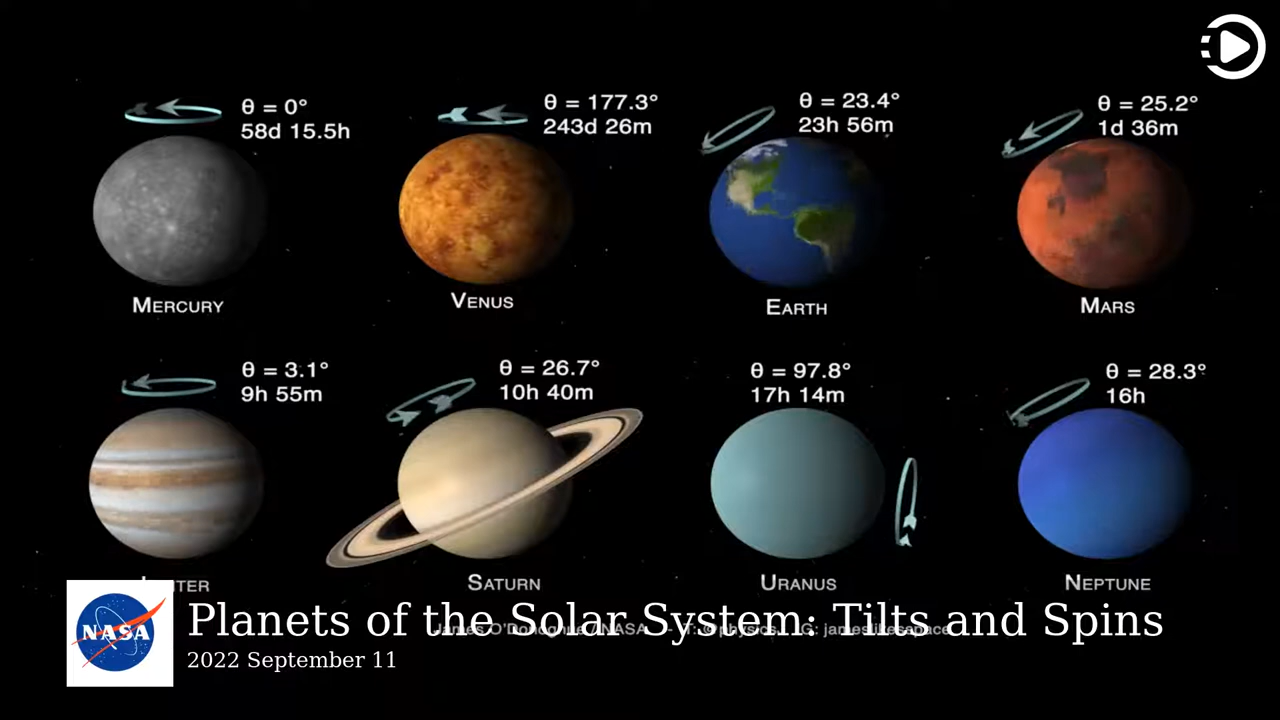 θ = 0°
58d 15.5h
MERCURY
θ = 177.3°
243d 26m
VENUS
θ = 23.4°
23h 56m
EARTH
θ = 25.2°
1d 36m
MARS
θ = 3.1°
9h 55m
θ = 26.7°
10h 40m
SATURN
θ = 97.8°
17h 14m
URANUS
θ = 28.3°
16h
NEPTUNE
NASA
Planets of the Solar System: Tilts and Spins
2022 September 11